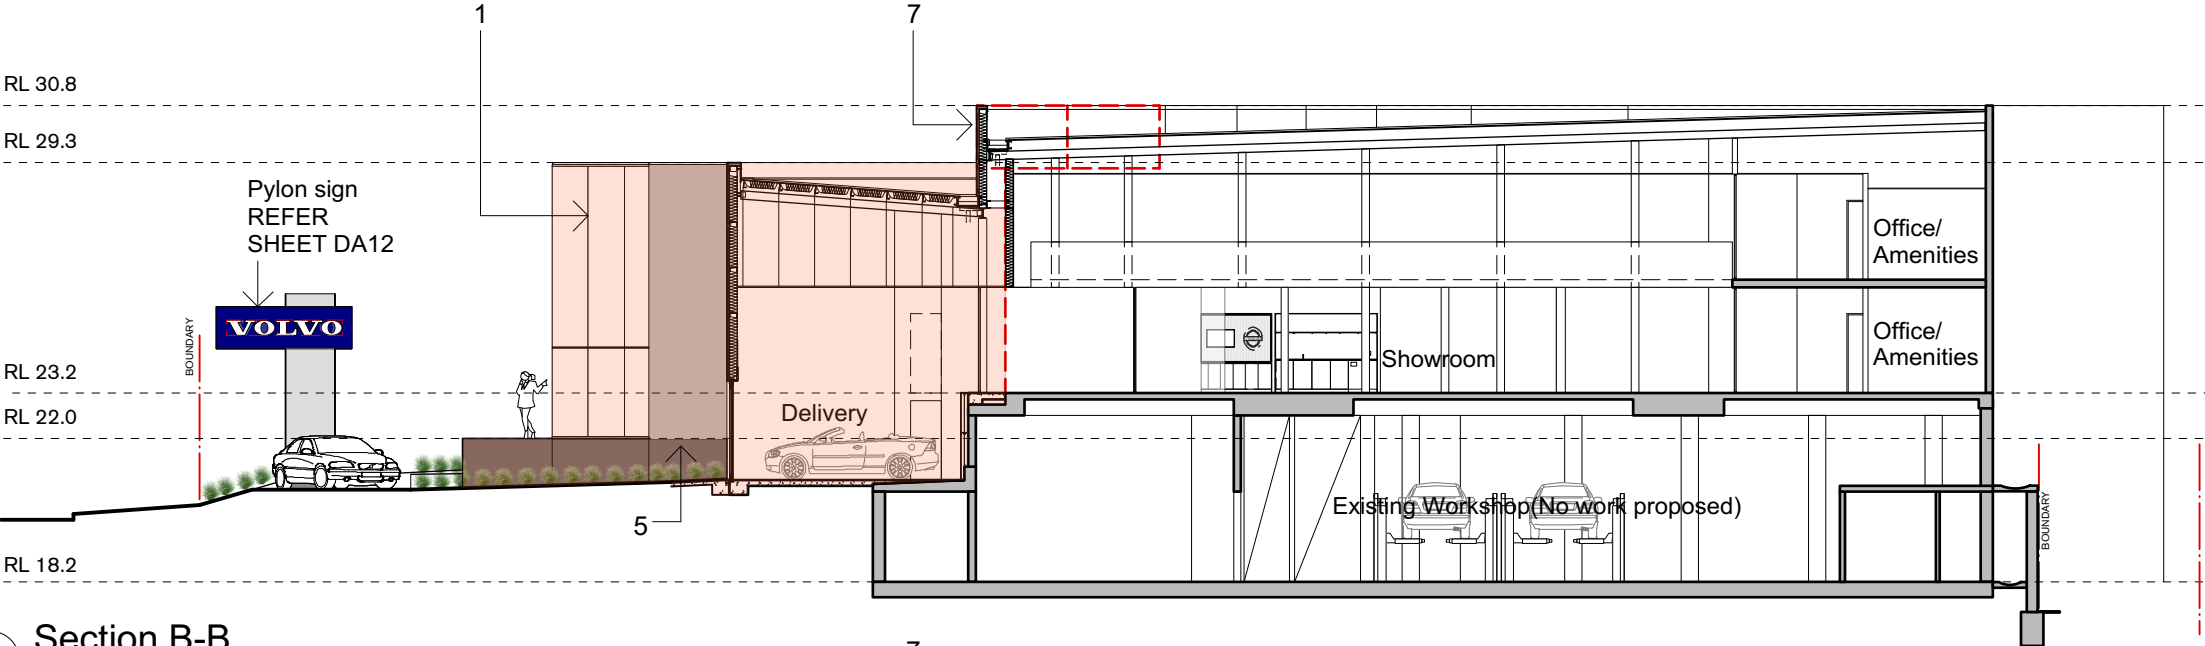 1
7
RL 30.8
RL 29.3
Pylon sign
REFER
SHEET DA12
Office/
Amenities
VOLVO
BOUNDARY
Office/
Amenities
Showroom
RL 23.2
RL 22.0
Delivery
5
Existing Workshop(No work proposed)
BOUNDARY
RL 18.2
Section B-B
7